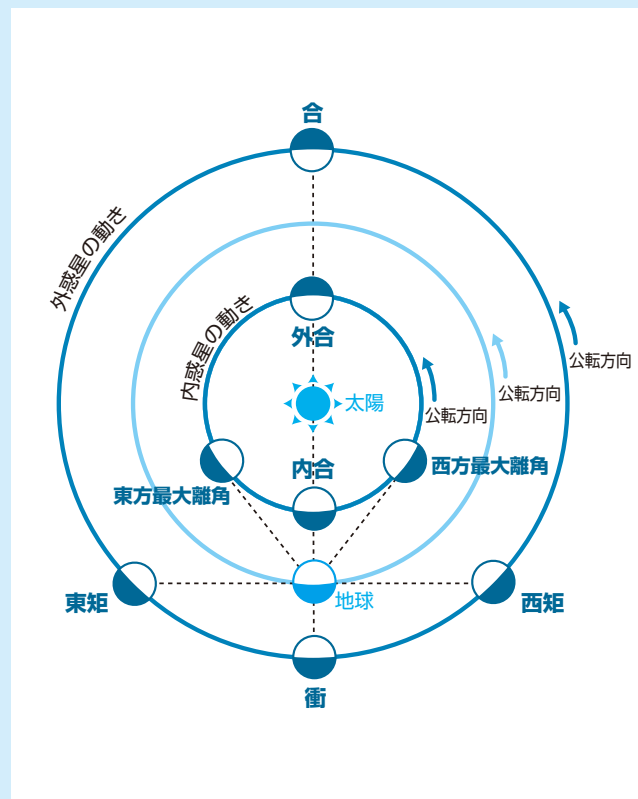 合
外惑星の動き
内惑星の動き
外合
公転方向
公転方向
公転方向
太陽
内合
西方最大離角
東方最大離角
東矩
地球
西矩
衝